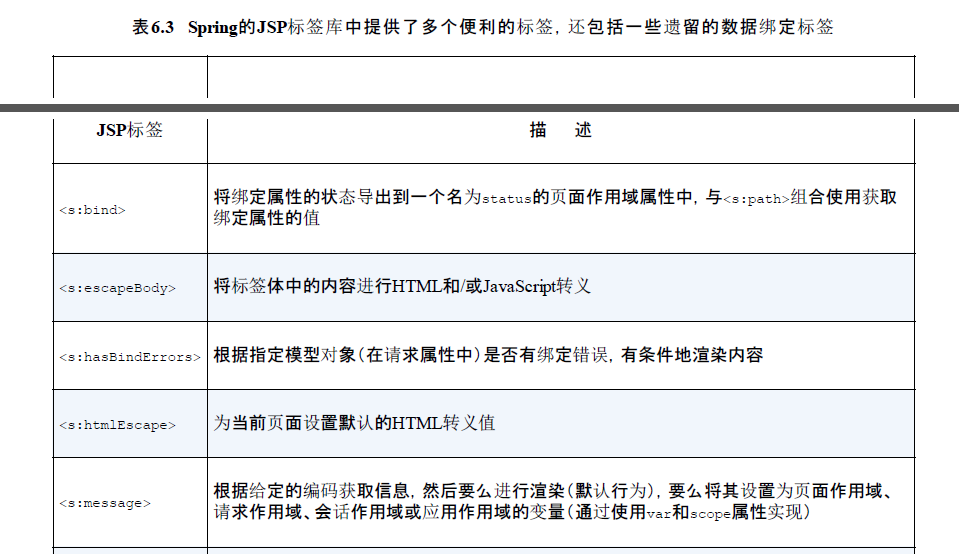 表6.3 Spring的JSP标签库中提供了多个便利的标签，还包括一些遗留的数据绑定标签
JSP标签
描 述
<s:bind>
将绑定属性的状态导出到一个名为status的页面作用域属性中，与<s:path>组合使用获取
绑定属性的值
<s:escapeBody>
将标签体中的内容进行HTML和/或JavaScript转义
<s:hasBindErrors>
根据指定模型对象（在请求属性中）是否有绑定错误，有条件地渲染内容
<s:htmlEscape>
为当前页面设置默认的HTML转义值
<s:message>
根据给定的编码获取信息，然后要么进行渲染（默认行为），要么将其设置为页面作用域、
请求作用域、会话作用域或应用作用域的变量（通过使用var和scope属性实现）